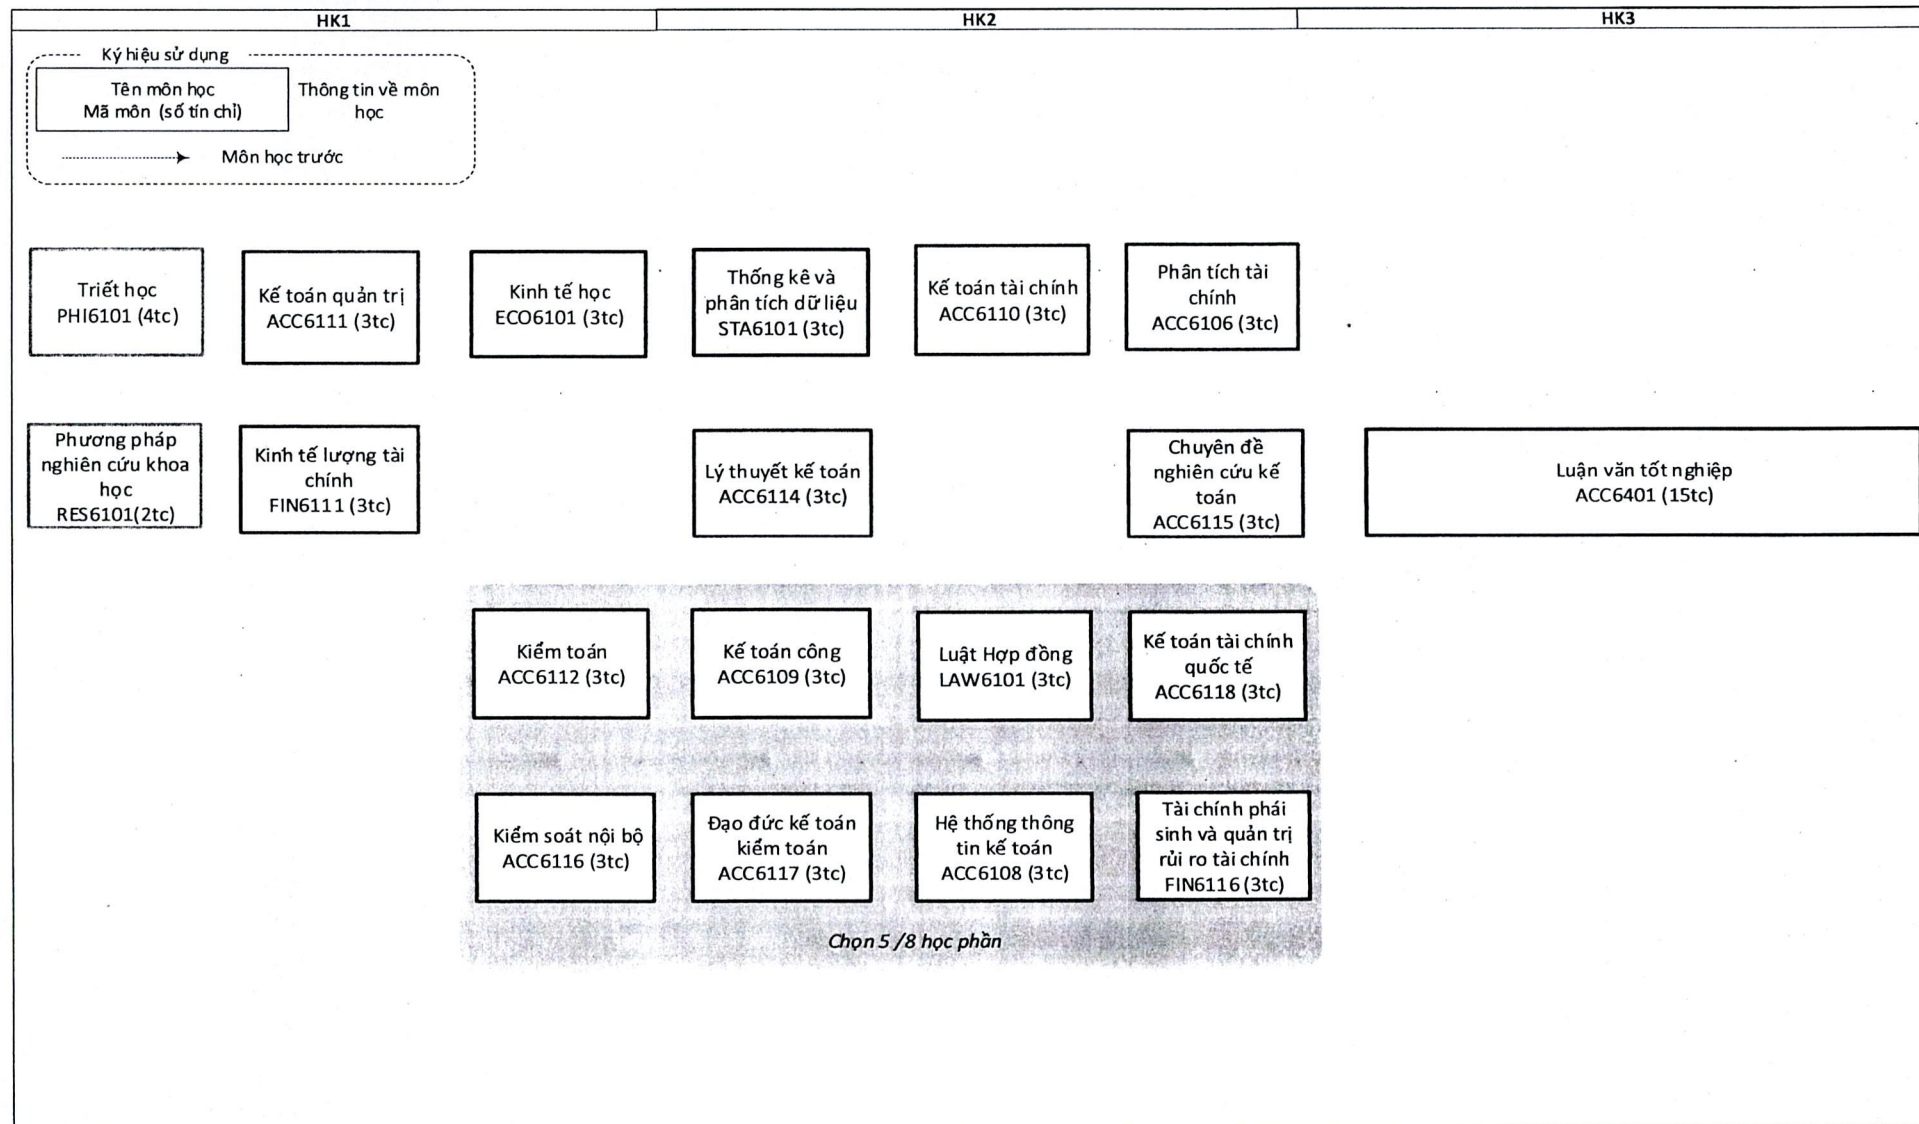 HK1
HK2
HK3
Ký hiệu sử dụng
Tên môn học
Mã môn (số tín chỉ)
Thông tin về môn
học
Môn học trước
Triết học
PHI6101 (4tc)
Kế toán quản trị
ACC6111 (3tc)
Kinh tế học
ECO6101 (3tc)
Thống kê và
phân tích dữ liệu
STA6101 (3tc)
Kế toán tài chính
ACC6110 (3tc)
Phân tích tài
chính
ACC6106 (3tc)
Phương pháp
nghiên cứu khoa
học
RES6101(2tc)
Kinh tế lượng tài
chính
FIN6111 (3tc)
Lý thuyết kế toán
ACC6114 (3tc)
Chuyên đề
nghiên cứu kế
toán
ACC6115 (3tc)
Luận văn tốt nghiệp
ACC6401 (15tc)
Kiểm toán
ACC6112 (3tc)
Kế toán công
ACC6109 (3tc)
Luật Hợp đồng
LAW6101 (3tc)
Kế toán tài chính
quốc tế
ACC6118 (3tc)
Kiểm soát nội bộ
ACC6116 (3tc)
Đạo đức kế toán
kiểm toán
ACC6117 (3tc)
Hệ thống thông
tin kế toán
ACC6108 (3tc)
Tài chính phái
sinh và quản trị
rủi ro tài chính
FIN6116 (3tc)
Chọn 5 /8 học phần